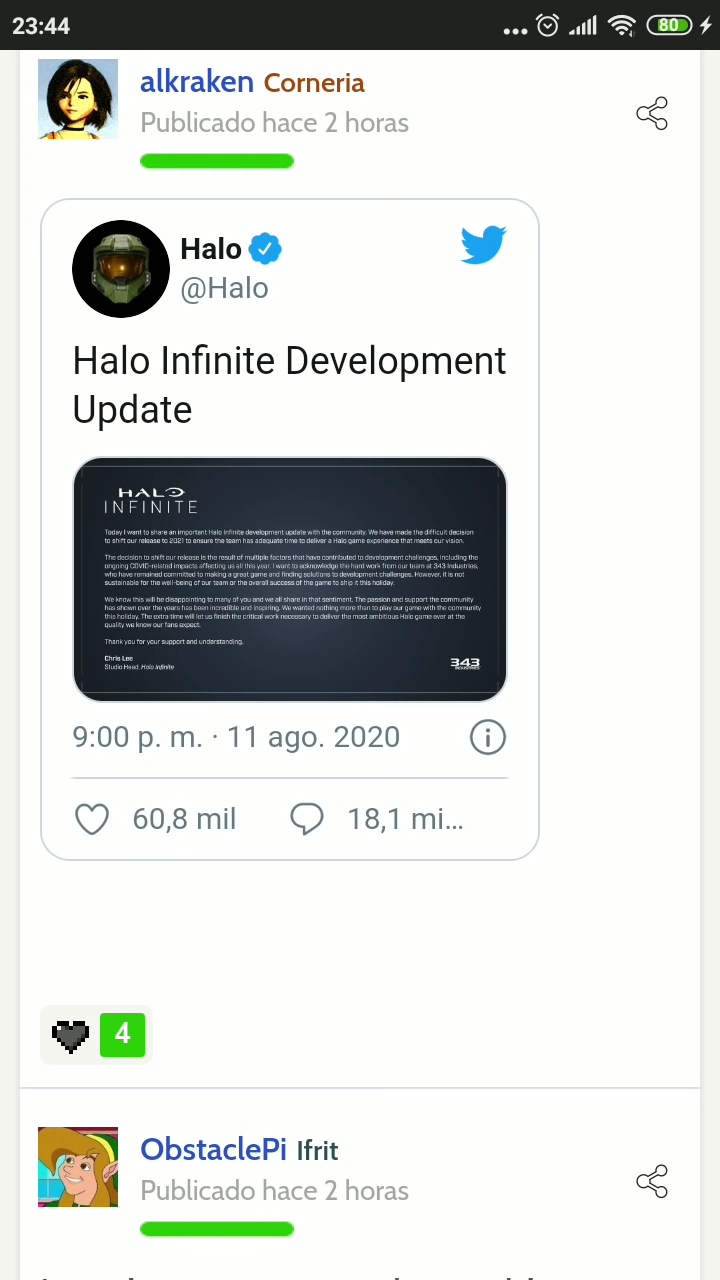 23:44
80
alkraken Corneria
Publicado hace 2 horas
Halo
@Halo
Halo Infinite Development
Update
HALO
INFINITE
Today I want to share an important Halo Infinite development update with the community. We have made the difficult decision
to shift our release to 2021 to ensure the team has adequate time to deliver a Halo game experience that meets our vision.
The decision to shift our release is the result of multiple factors that have contributed to development challenges, including the
ongoing COVID-related impacts affecting us all this year. I want to acknowledge the hard work from our team at 343 Industries,
who have remained committed to making a great game and finding solutions to development challenges. However, it is not
sustainable for the well-being of our team or the overall success of the game to ship it this holiday.
We know this will be disappointing to many of you and we all share in that sentiment. The passion and support the community
has shown over the years has been incredible and inspiring. We wanted nothing more than to play our game with the community
this holiday. The extra time will let us finish the critical work necessary to deliver the most ambitious Halo game ever at the
quality we know our fans expect.
Thank you for your support and understanding.
Chris Lee
Studio Head, Halo Infinite
343
INDUSTRIES
9:00 p. m. · 11 ago. 2020
60,8 mil 18,1 mi...
4
ObstaclePi Ifrit
Publicado hace 2 horas